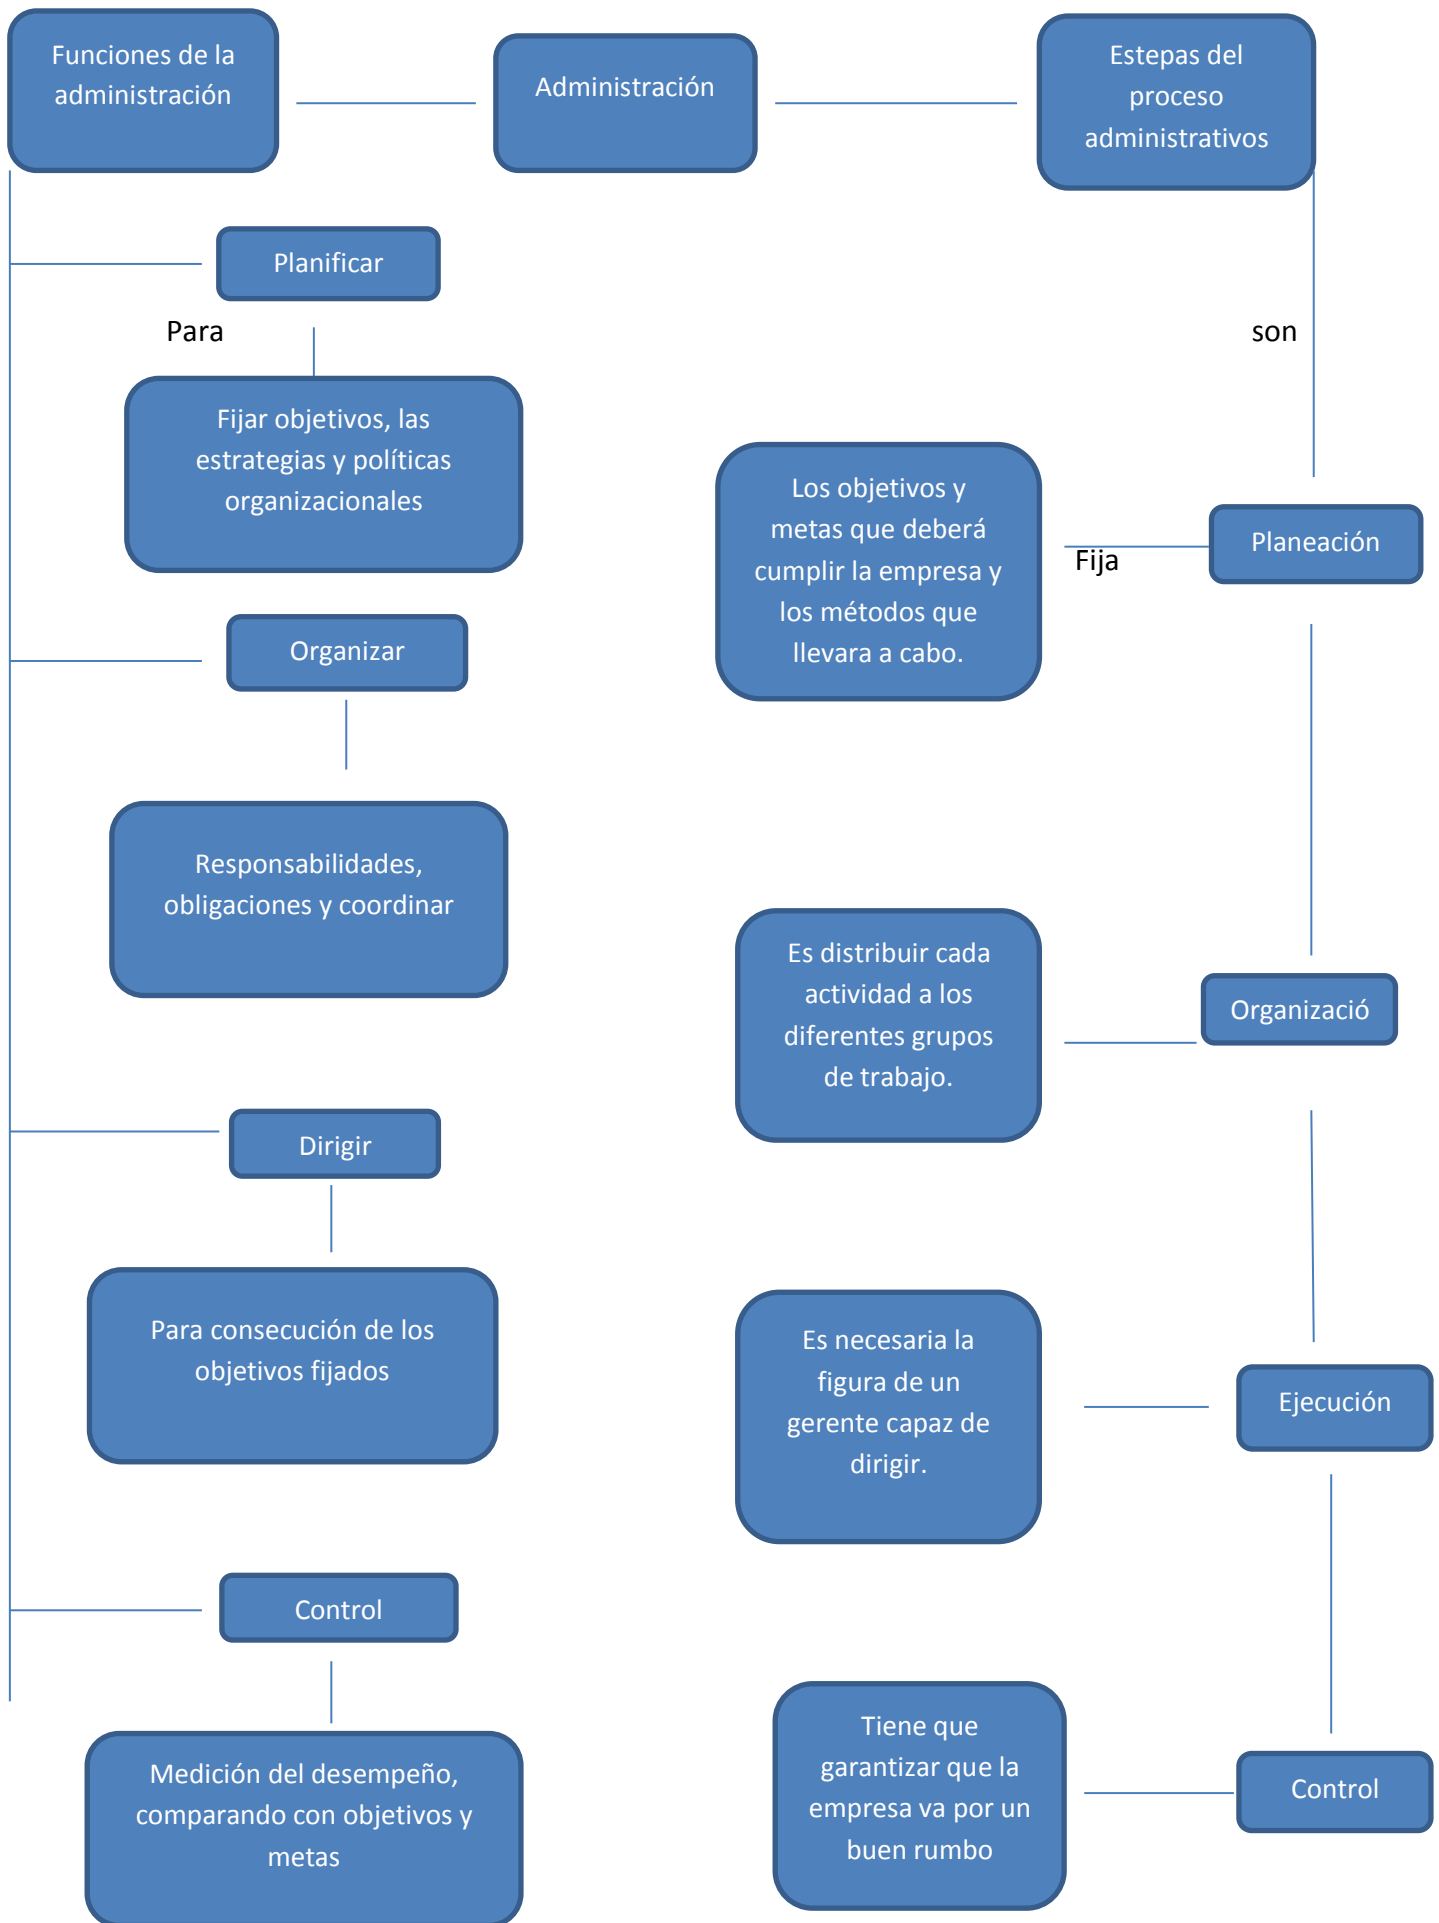 Funciones de la
administración
Administración
Estepas del
proceso
administrativos
Planificar
Para
Fijar objetivos, las
estrategias y políticas
organizacionales
Organizar
Responsabilidades,
obligaciones y coordinar
Dirigir
Para consecución de los
objetivos fijados
Control
Medición del desempeño,
comparando con objetivos y
metas
son
Planeación
Fija
Los objetivos y
metas que deberá
cumplir la empresa y
los métodos que
llevara a cabo.
Organizació
Es distribuir cada
actividad a los
diferentes grupos
de trabajo.
Ejecución
Es necesaria la
figura de un
gerente capaz de
dirigir.
Control
Tiene que
garantizar que la
empresa va por un
buen rumbo